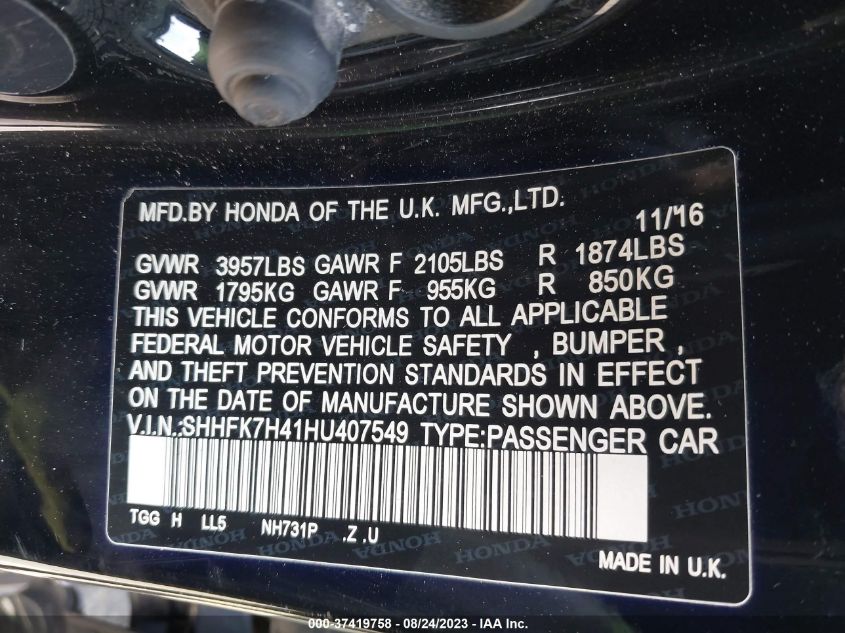 MFD.BY HONDA OF THE U.K. MFG.,LTD.
11/'16
GVWR 3957LBS GAWR F 2105LBS R 1874LBS
GVWR 1795KG GAWR F 955KG R 850KG
THIS VEHICLE CONFORMS TO ALL APPLICABLE
FEDERAL MOTOR VEHICLE SAFETY , BUMPER ,
AND THEFT PREVENTION STANDARDS IN EFFECT
ON THE DATE OF MANUFACTURE SHOWN ABOVE.
V.I.N.:SHHFK7H41HU407549 TYPE:PASSENGER CAR
TGG H LL5 NH731P .Z .U
MADE IN U.K.
000-37419758 - 08/24/2023 - IAA Inc.